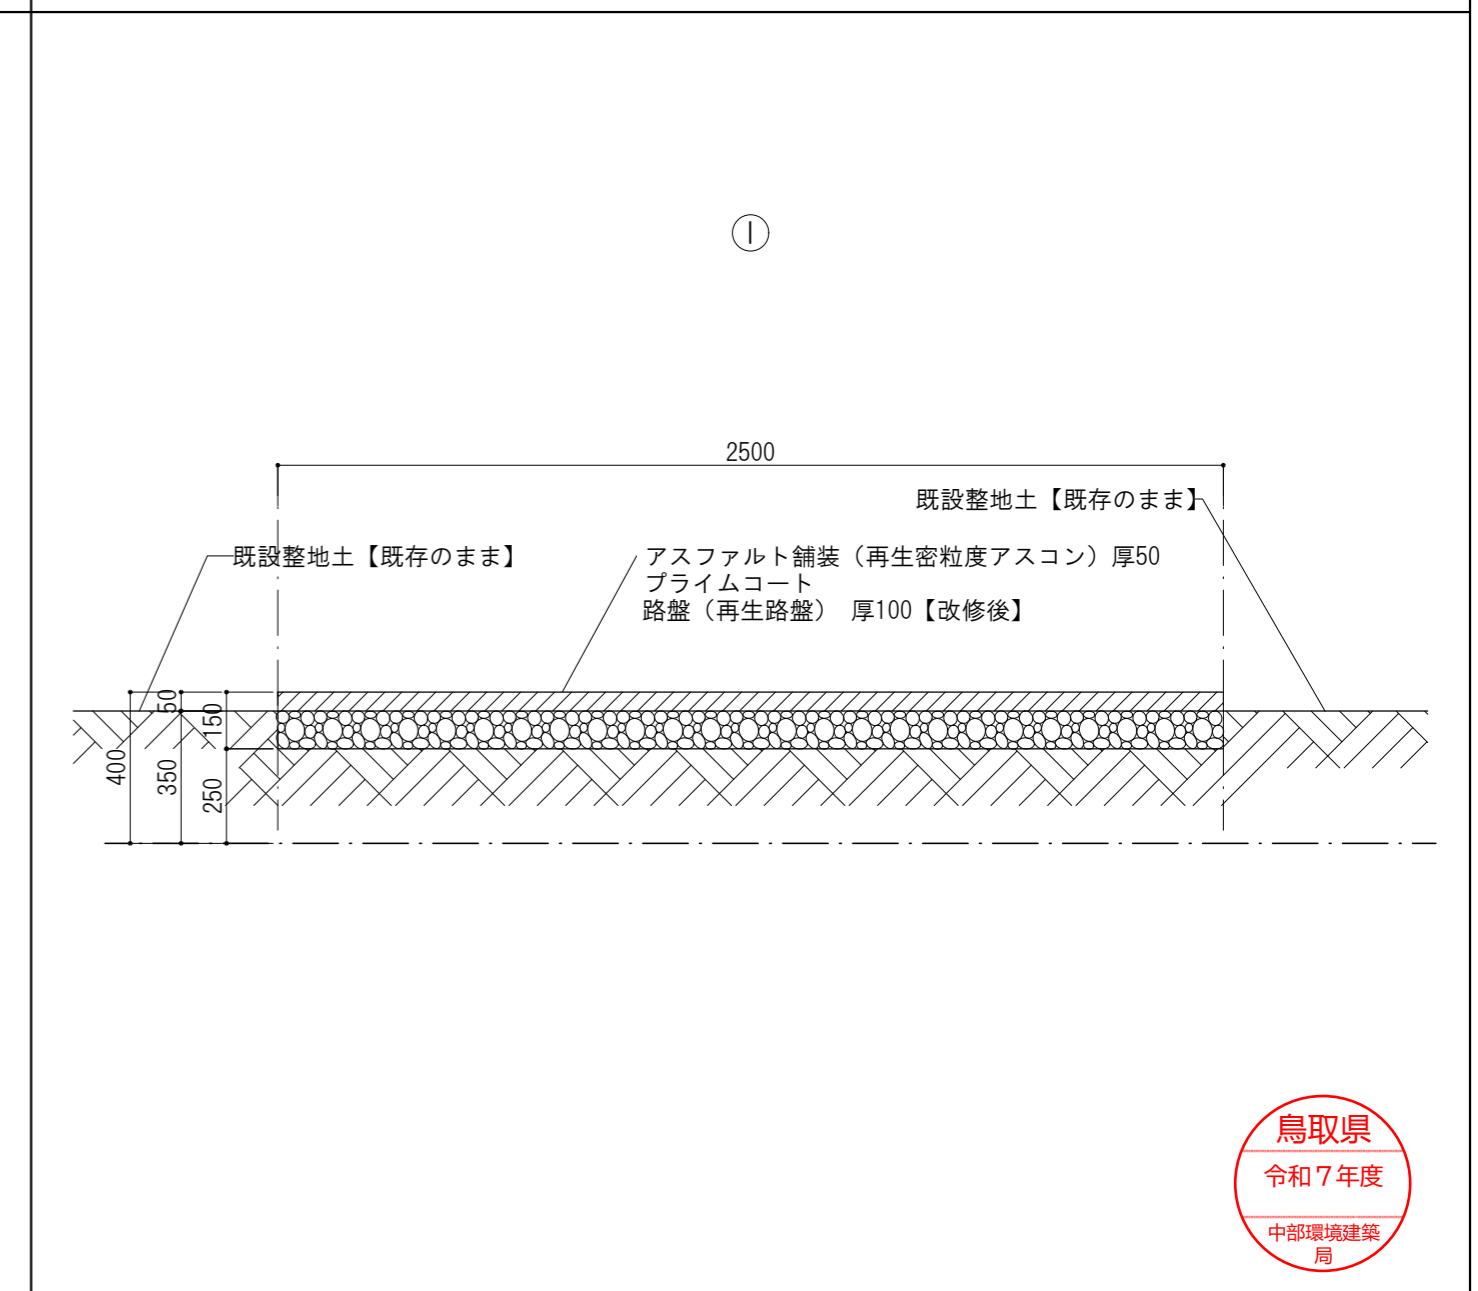 ①
2500
既設整地土【既存のまま】
既設整地土【既存のまま】
アスファルト舗装（再生密粒度アスコン）厚50
プライムコート
路盤（再生路盤） 厚100【改修後】
50
150
400
350
250
鳥取県
令和７年度
中部環境建築
局